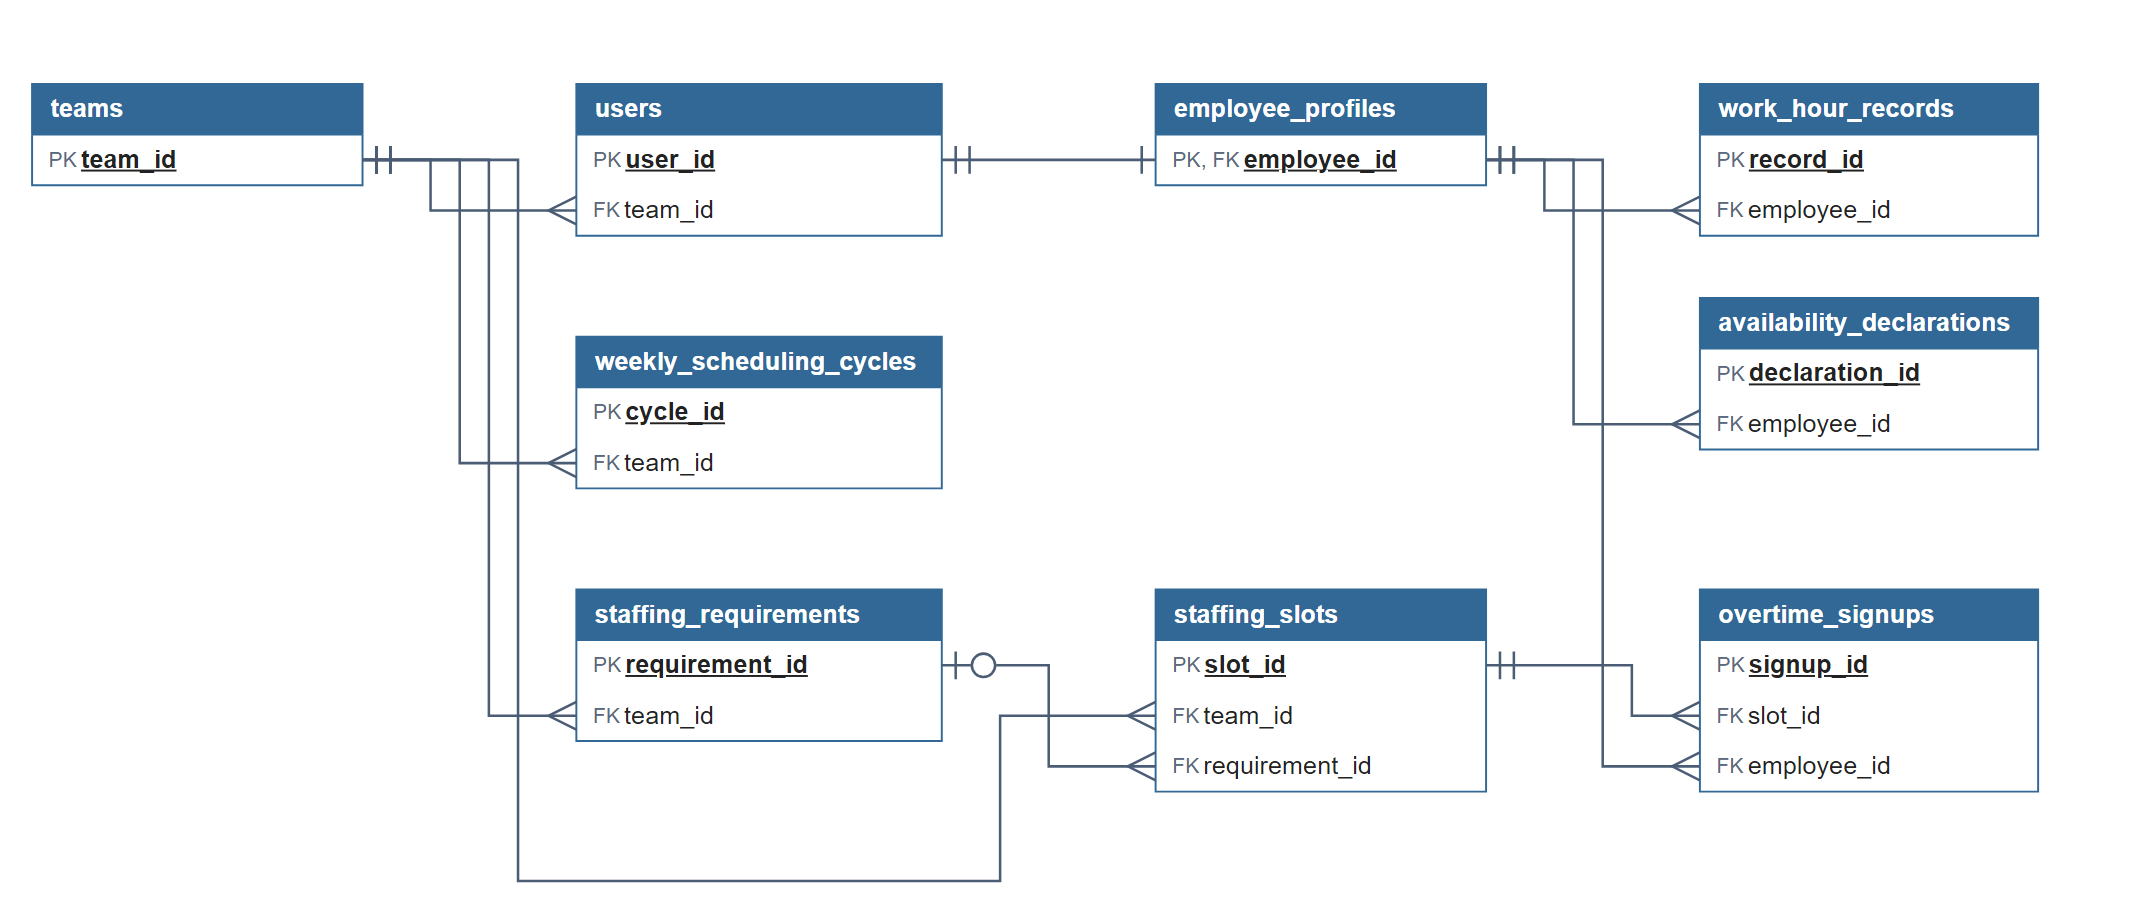 teams
PK team_id
users
PK user_id
FK team_id
employee_profiles
PK, FK employee_id
work_hour_records
PK record_id
FK employee_id
availability_declarations
PK declaration_id
FK employee_id
weekly_scheduling_cycles
PK cycle_id
FK team_id
staffing_requirements
PK requirement_id
FK team_id
staffing_slots
PK slot_id
FK team_id
FK requirement_id
overtime_signups
PK signup_id
FK slot_id
FK employee_id